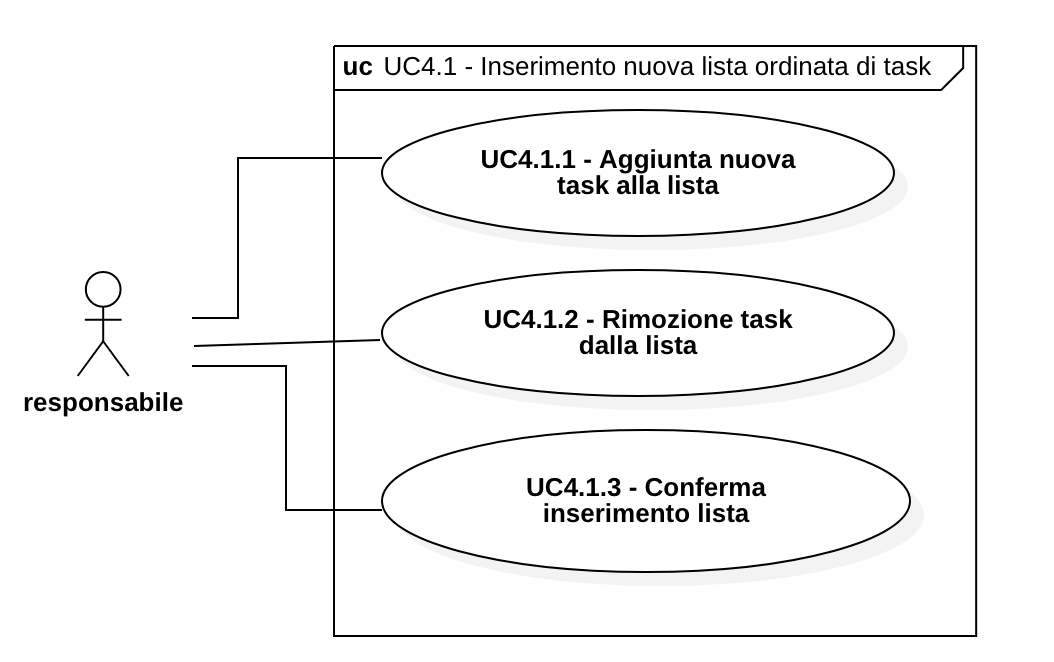 uc UC4.1 - Inserimento nuova lista ordinata di task
UC4.1.1 - Aggiunta nuova
task alla lista
UC4.1.2 - Rimozione task
dalla lista
responsabile
UC4.1.3 - Conferma
inserimento lista